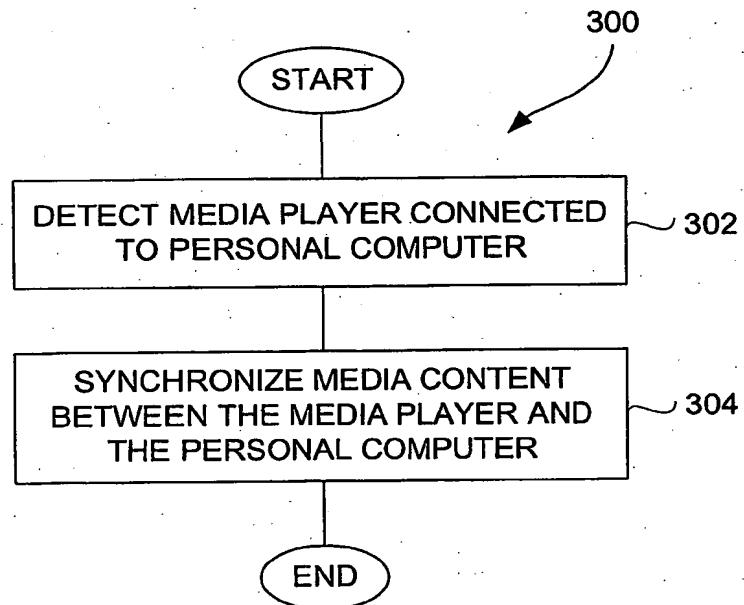 300
START
DETECT MEDIA PLAYER CONNECTED
TO PERSONAL COMPUTER
302
SYNCHRONIZE MEDIA CONTENT
BETWEEN THE MEDIA PLAYER AND
THE PERSONAL COMPUTER
304
END